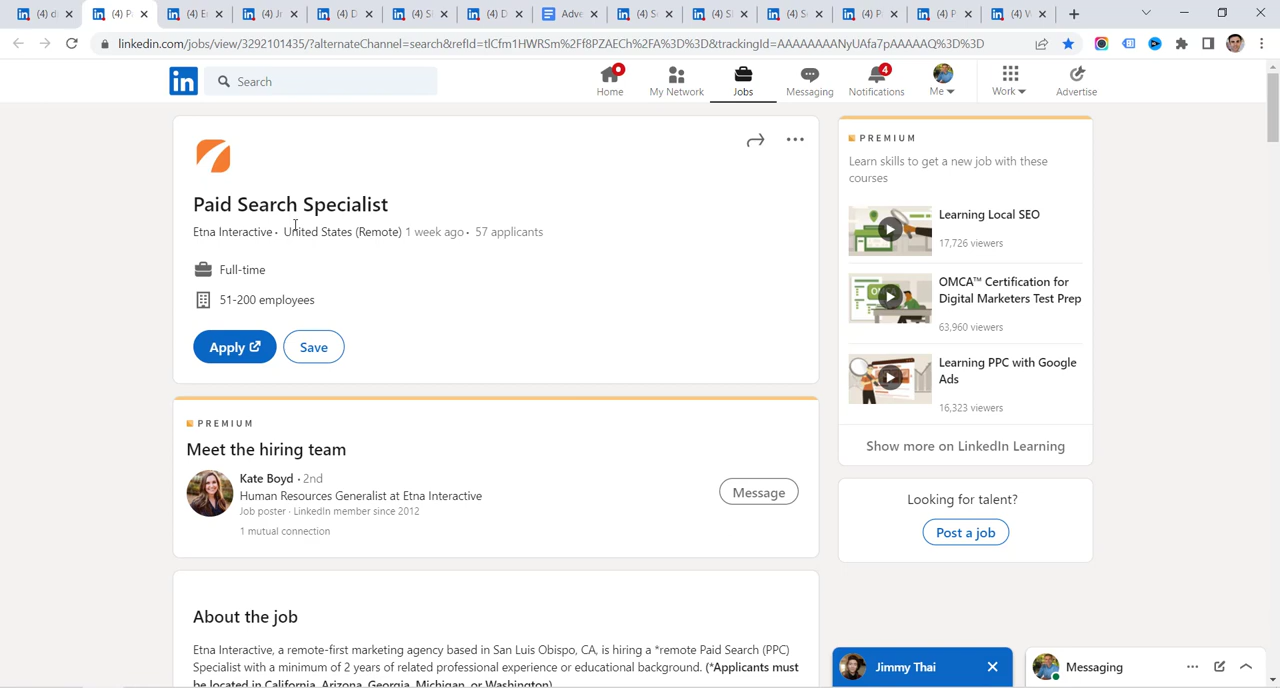 (4) di
(4) P
(4) E
(4) Jr
(4) D
(4) St
(4) D
Adve
(4) S
(4) St
(4) S
(4) P
(4) P
(4) W
linkedin.com/jobs/view/3292101435/?alternateChannel=search&refId=tlCfm1HWRSm%2Ff8PZAECh%2FA%3D%3D&trackingId=AAAAAAAANyUAfa7pAAAAAQ%3D%3D
in
Search
Home
My Network
Jobs
Messaging
4
Notifications
Me
Work
Advertise
Paid Search Specialist
Etna Interactive · United States (Remote) 1 week ago · 57 applicants
Full-time
51-200 employees
Apply
Save
PREMIUM
Meet the hiring team
Kate Boyd · 2nd
Human Resources Generalist at Etna Interactive
Job poster · LinkedIn member since 2012
1 mutual connection
Message
About the job
Etna Interactive, a remote-first marketing agency based in San Luis Obispo, CA, is hiring a *remote Paid Search (PPC)
Specialist with a minimum of 2 years of related professional experience or educational background. (*Applicants must
be located in California, Arizona, Georgia, Michigan, or Washington)
PREMIUM
Learn skills to get a new job with these
courses
Learning Local SEO
17,726 viewers
OMCA™ Certification for
Digital Marketers Test Prep
63,960 viewers
Learning PPC with Google
Ads
16,323 viewers
Show more on LinkedIn Learning
Looking for talent?
Post a job
Jimmy Thai
Messaging